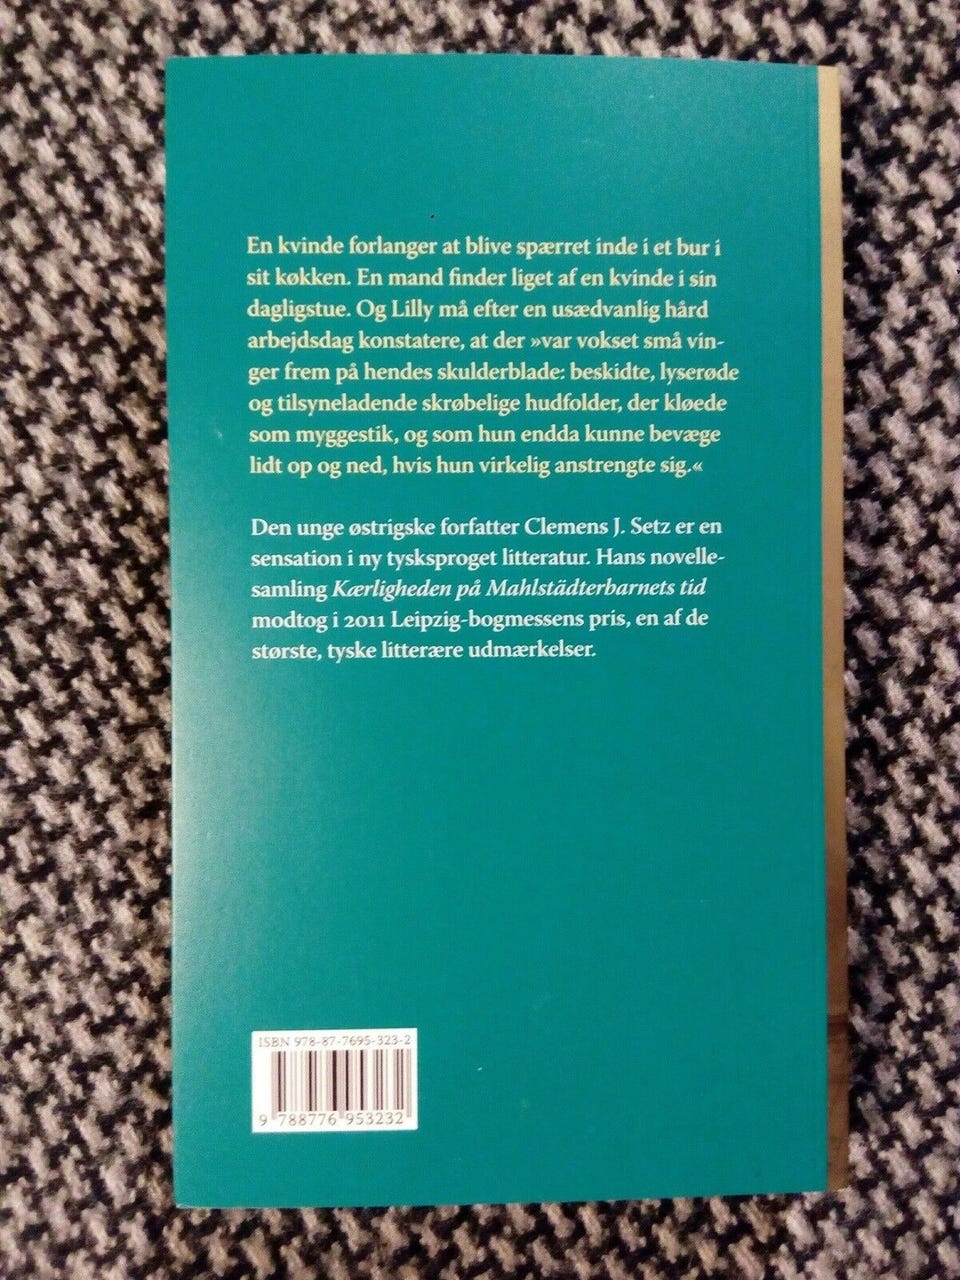 En kvinde forlanger at blive spærret inde i et bur i
sit køkken. En mand finder liget af en kvinde i sin
dagligstue. Og Lilly må efter en usædvanlig hård
arbejdsdag konstatere, at der »var vokset små vin-
ger frem på hendes skulderblade: beskidte, lyserøde
og tilsyneladende skrøbelige hudfolder, der kløede
som myggestik, og som hun endda kunne bevæge
lidt op og ned, hvis hun virkelig anstrengte sig.«
Den unge østrigske forfatter Clemens J. Setz er en
sensation i ny tysksproget litteratur. Hans novelle-
samling Kærligheden på Mahlstädterbarnets tid
modtog i 2011 Leipzig-bogmessens pris, en af de
største, tyske litterære udmærkelser.
ISBN 978-87-7695-323-2
9 788776 953232